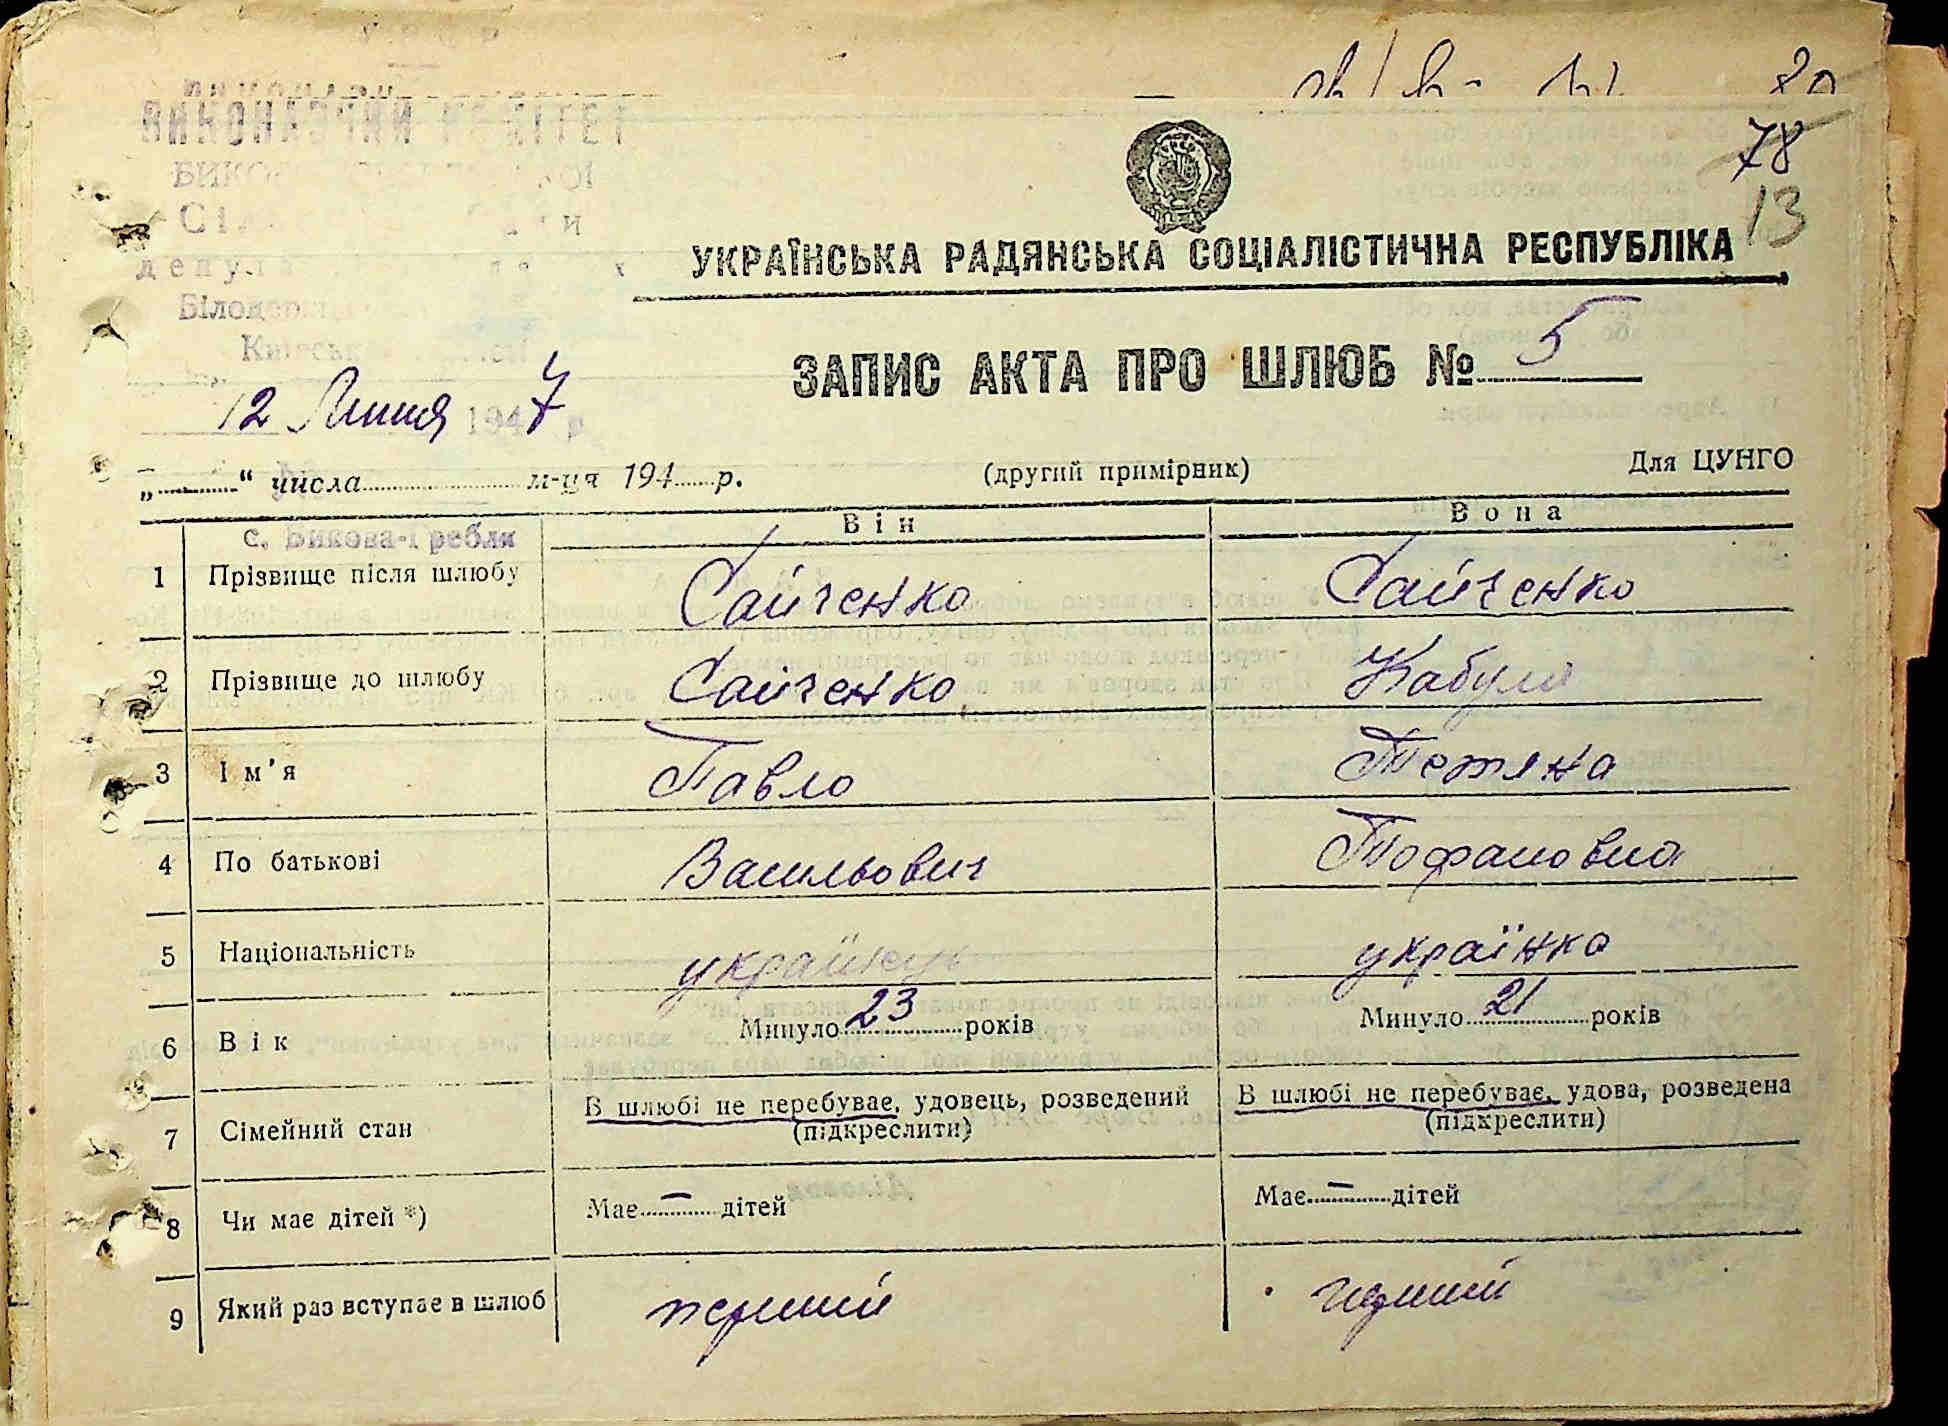 ВИКОНАВЧИЙ КОМІТЕТ
78
13
УКРАЇНСЬКА РАДЯНСЬКА СОЦІАЛІСТИЧНА РЕСПУБЛІКА
ЗАПИС АКТА ПРО ШЛЮБ № 5
12 Липня 1947 р.
„ “ числа м-ця 194 р. (другий примірник) Для ЦУНГО
с. Бикова-Гребля
Він Вона
1 Прізвище після шлюбу Сайченко Сайченко
2 Прізвище до шлюбу Сайченко Кабуля
3 Ім'я Павло Тетяна
4 По батькові Васильович Тофановна
5 Національність українець українка
6 Вік Минуло 23 років Минуло 21 років
7 Сімейний стан В шлюбі не перебуває, удовець, розведений (підкреслити) В шлюбі не перебуває, удова, розведена (підкреслити)
8 Чи має дітей *) Має – дітей Має – дітей
9 Який раз вступає в шлюб перший перший